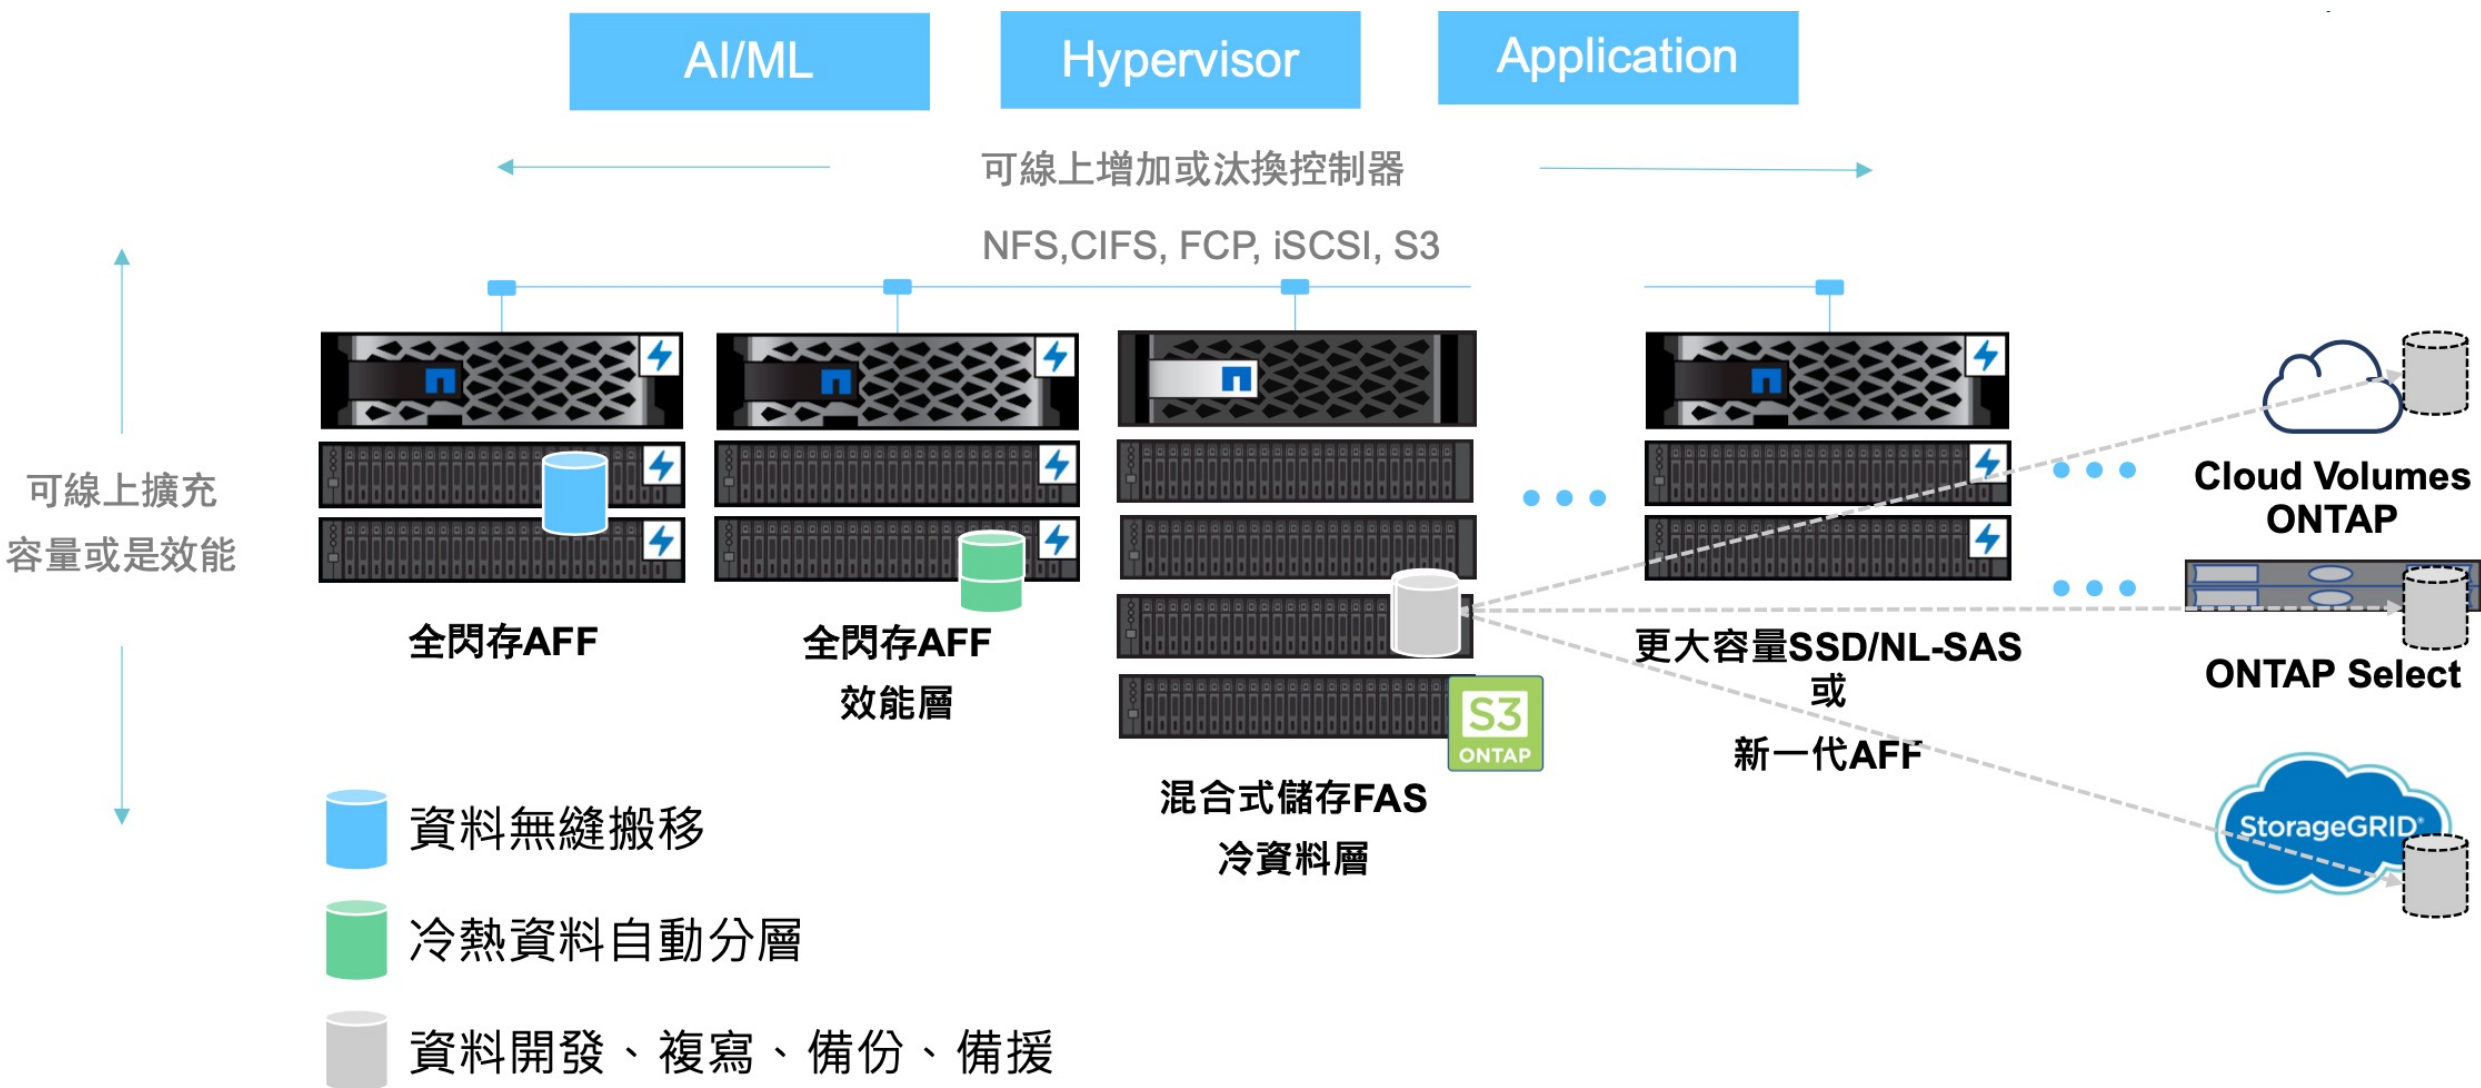 AI/ML
Hypervisor
Application
可線上增加或汰換控制器
NFS,CIFS, FCP, iSCSI, S3
可線上擴充
容量或是效能
全閃存AFF
全閃存AFF
效能層
S3
ONTAP
混合式儲存FAS
冷資料層
更大容量SSD/NL-SAS
或
新一代AFF
Cloud Volumes
ONTAP
ONTAP Select
StorageGRID®
資料無縫搬移
冷熱資料自動分層
資料開發、複寫、備份、備援